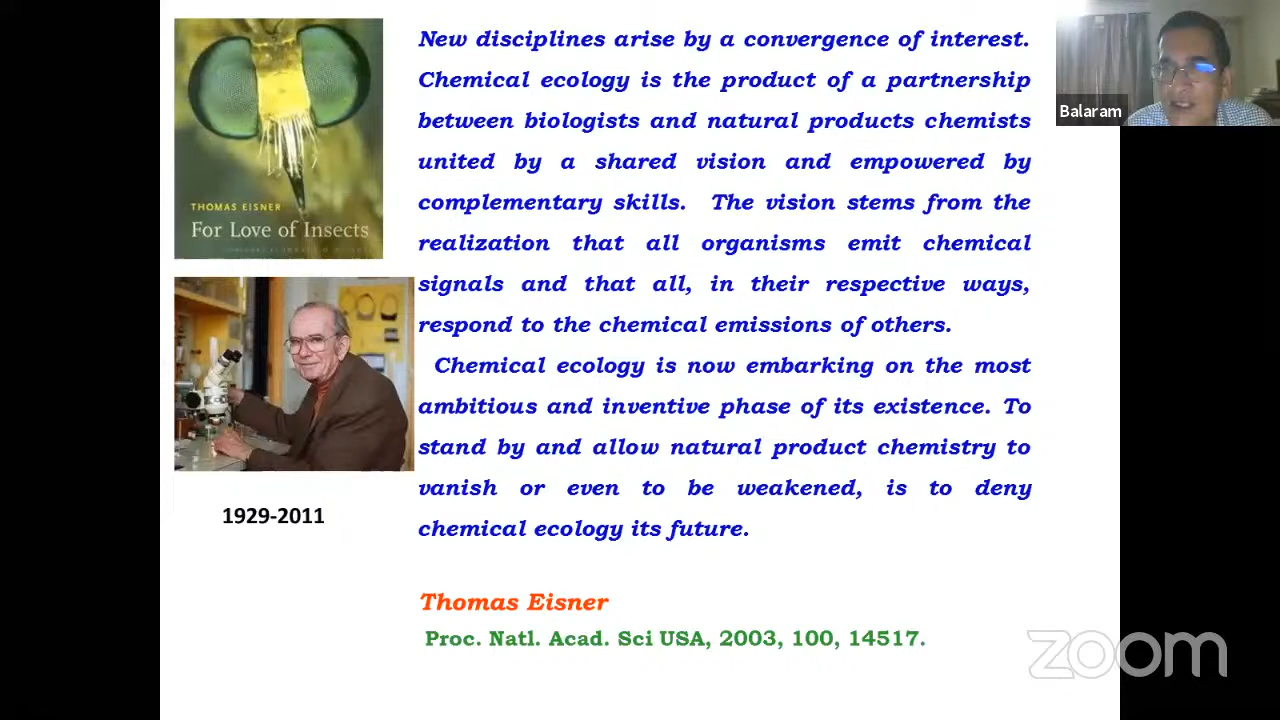 New disciplines arise by a convergence of interest.
Chemical ecology is the product of a partnership
between biologists and natural products chemists
united by a shared vision and empowered by
complementary skills. The vision stems from the
realization that all organisms emit chemical
signals and that all, in their respective ways,
respond to the chemical emissions of others.
Chemical ecology is now embarking on the most
ambitious and inventive phase of its existence. To
stand by and allow natural product chemistry to
vanish or even to be weakened, is to deny
chemical ecology its future.
Thomas Eisner
Proc. Natl. Acad. Sci USA, 2003, 100, 14517.
THOMAS EISNER
For Love of Insects
1929-2011
Balaram
zoom